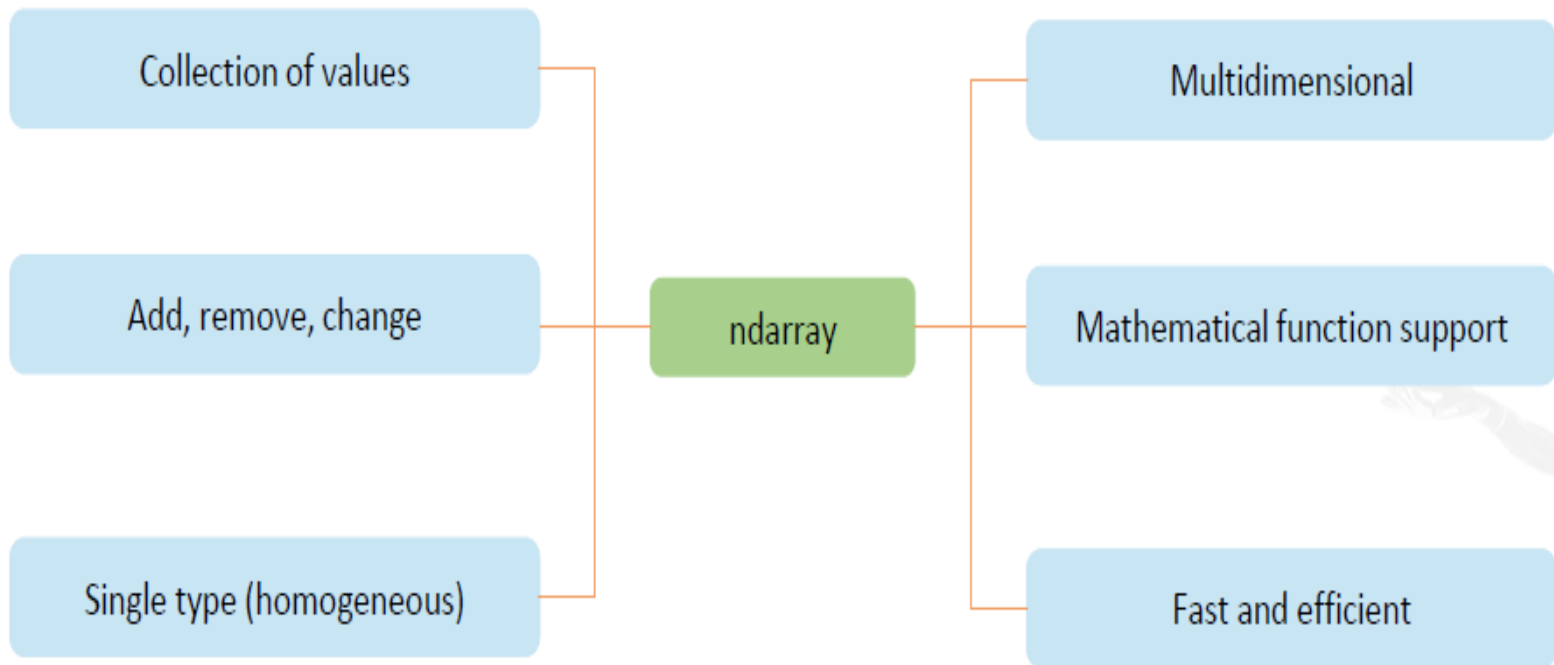 Collection of values
Multidimensional
Add, remove, change
ndarray
Mathematical function support
Single type (homogeneous)
Fast and efficient